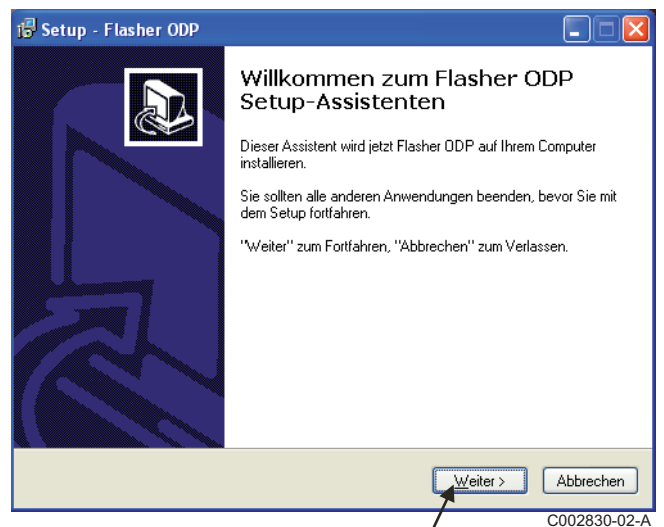 Setup - Flasher ODP
Willkommen zum Flasher ODP
Setup-Assistenten
Dieser Assistent wird jetzt Flasher ODP auf Ihrem Computer
installieren.
Sie sollten alle anderen Anwendungen beenden, bevor Sie mit
dem Setup fortfahren.
"Weiter" zum Fortfahren, "Abbrechen" zum Verlassen.
Weiter >
Abbrechen
C002830-02-A